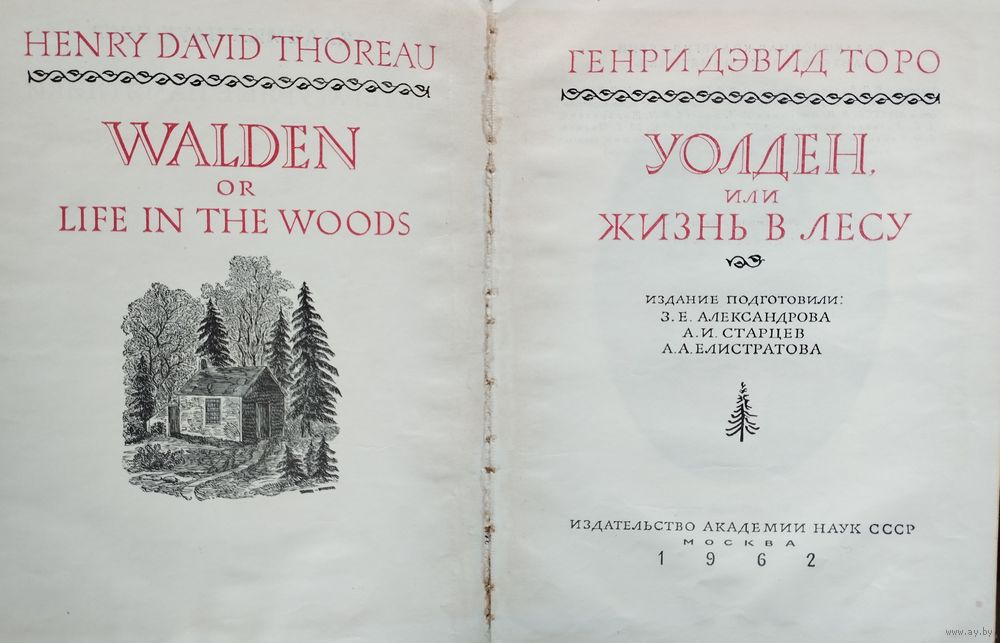 HENRY DAVID THOREAU
WALDEN
OR
LIFE IN THE WOODS
ГЕНРИ ДЭВИД ТОРО
УОЛДЕН,
ИЛИ
ЖИЗНЬ В ЛЕСУ
ИЗДАНИЕ ПОДГОТОВИЛИ:
З. Е. АЛЕКСАНДРОВА
А. И. СТАРЦЕВ
А. А. ЕЛИСТРАТОВА
ИЗДАТЕЛЬСТВО АКАДЕМИИ НАУК СССР
МОСКВА
1962
www.ay.by